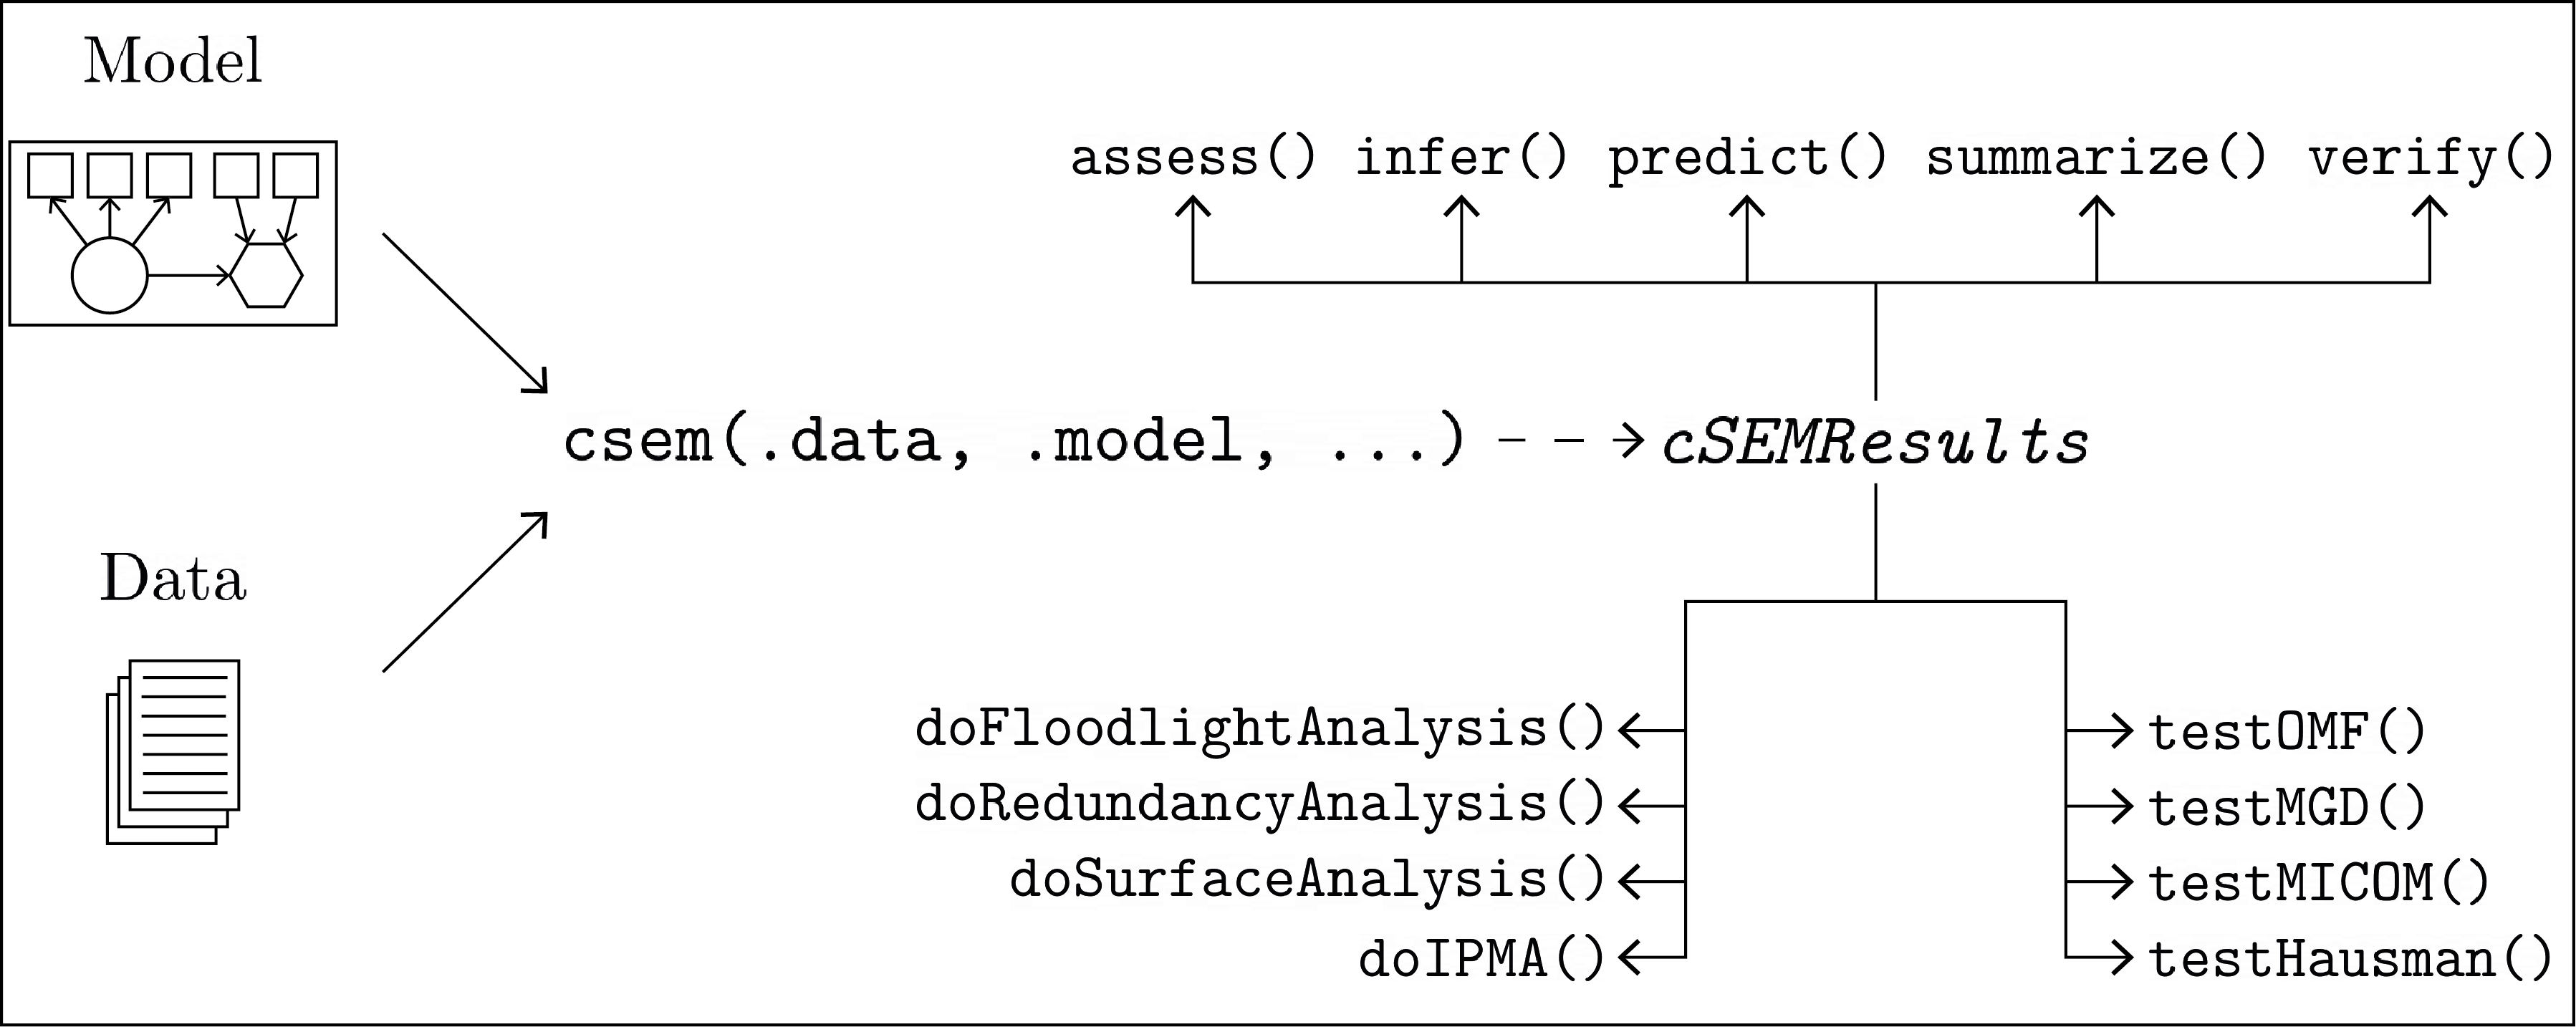 Model
assess() infer() predict() summarize() verify()
csem(.data, .model, ...) cSEMResults
Data
doFloodlightAnalysis() testOMF()
doRedundancyAnalysis() testMGD()
doSurfaceAnalysis() testMICOM()
doIPMA() testHausman()